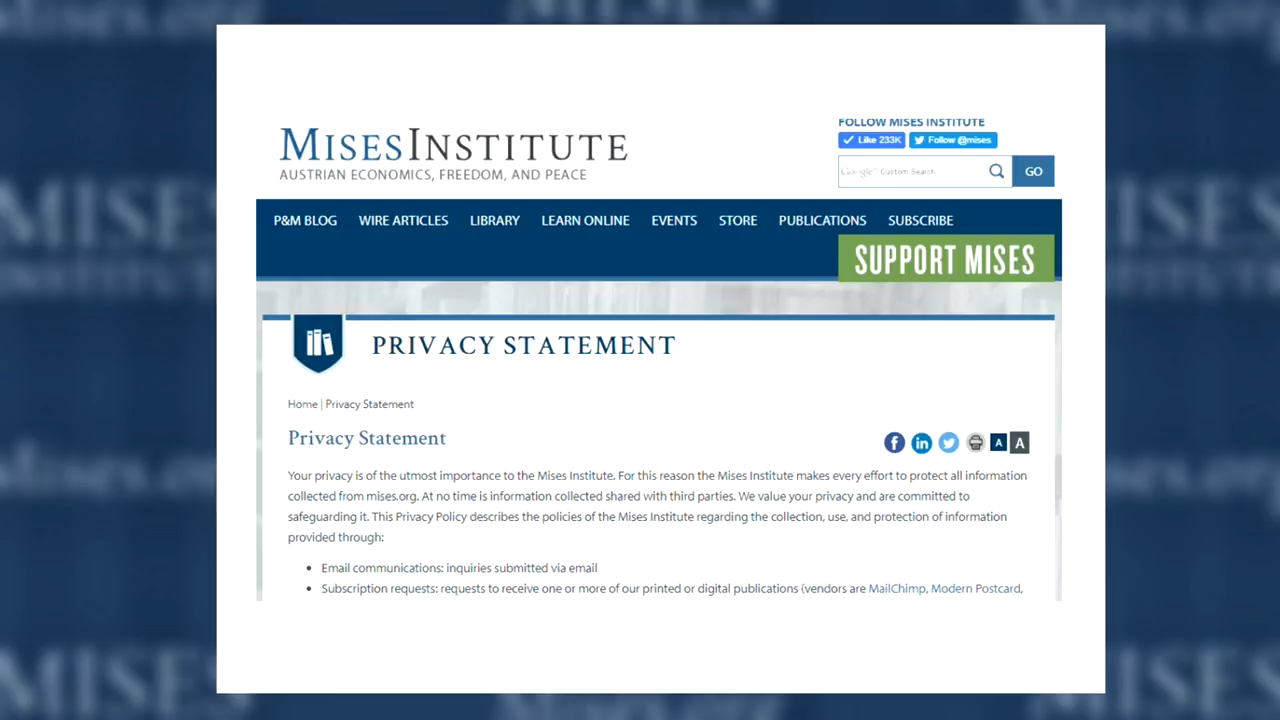 MISESINSTITUTE
AUSTRIAN ECONOMICS, FREEDOM, AND PEACE
FOLLOW MISES INSTITUTE
Like 233K Follow @mises
Google Custom Search GO
P&M BLOG WIRE ARTICLES LIBRARY LEARN ONLINE EVENTS STORE PUBLICATIONS SUBSCRIBE
SUPPORT MISES
PRIVACY STATEMENT
Home | Privacy Statement
Privacy Statement
A A
Your privacy is of the utmost importance to the Mises Institute. For this reason the Mises Institute makes every effort to protect all information
collected from mises.org. At no time is information collected shared with third parties. We value your privacy and are committed to
safeguarding it. This Privacy Policy describes the policies of the Mises Institute regarding the collection, use, and protection of information
provided through:
• Email communications: inquiries submitted via email
• Subscription requests: requests to receive one or more of our printed or digital publications (vendors are MailChimp, Modern Postcard,